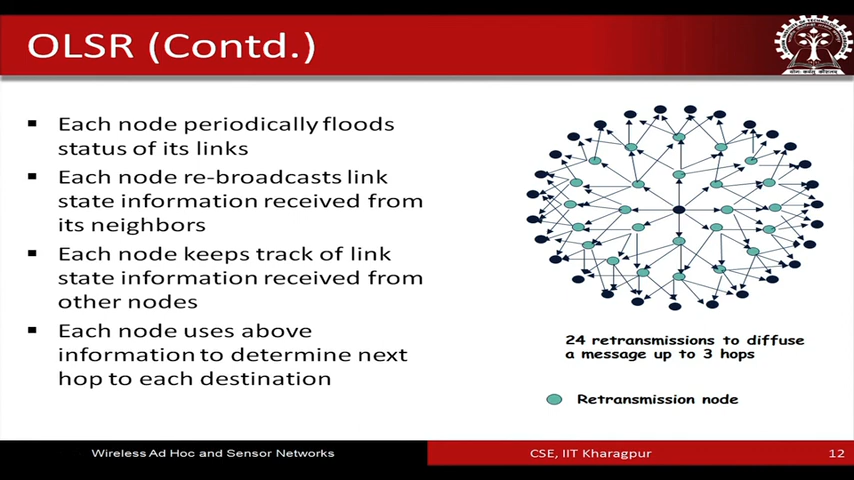 OLSR (Contd.)
Each node periodically floods
status of its links
Each node re-broadcasts link
state information received from
its neighbors
Each node keeps track of link
state information received from
other nodes
Each node uses above
information to determine next
hop to each destination
24 retransmissions to diffuse
a message up to 3 hops
Retransmission node
Wireless Ad Hoc and Sensor Networks
CSE, IIT Kharagpur
12